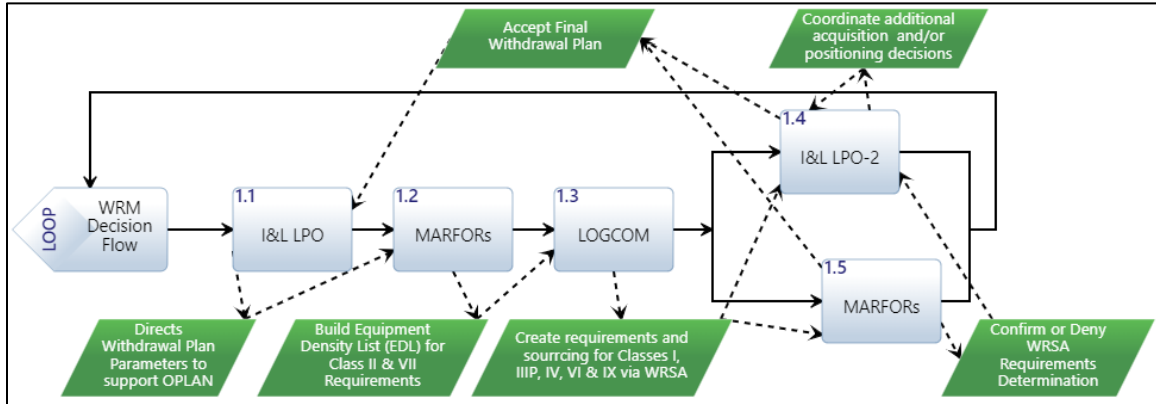 Accept Final
Withdrawal Plan
Coordinate additional
acquisition and/or
positioning decisions
1.4
I&L LPO-2
LOOP
WRM
Decision
Flow
1.1
I&L LPO
1.2
MARFORs
1.3
LOGCOM
1.5
MARFORs
Directs
Withdrawal Plan
Parameters to
support OPLAN
Build Equipment
Density List (EDL) for
Class II & VII
Requirements
Create requirements and
sourrcing for Classes I,
IIIP, IV, VI & IX via WRSA
Confirm or Deny
WRSA
Requirements
Determination